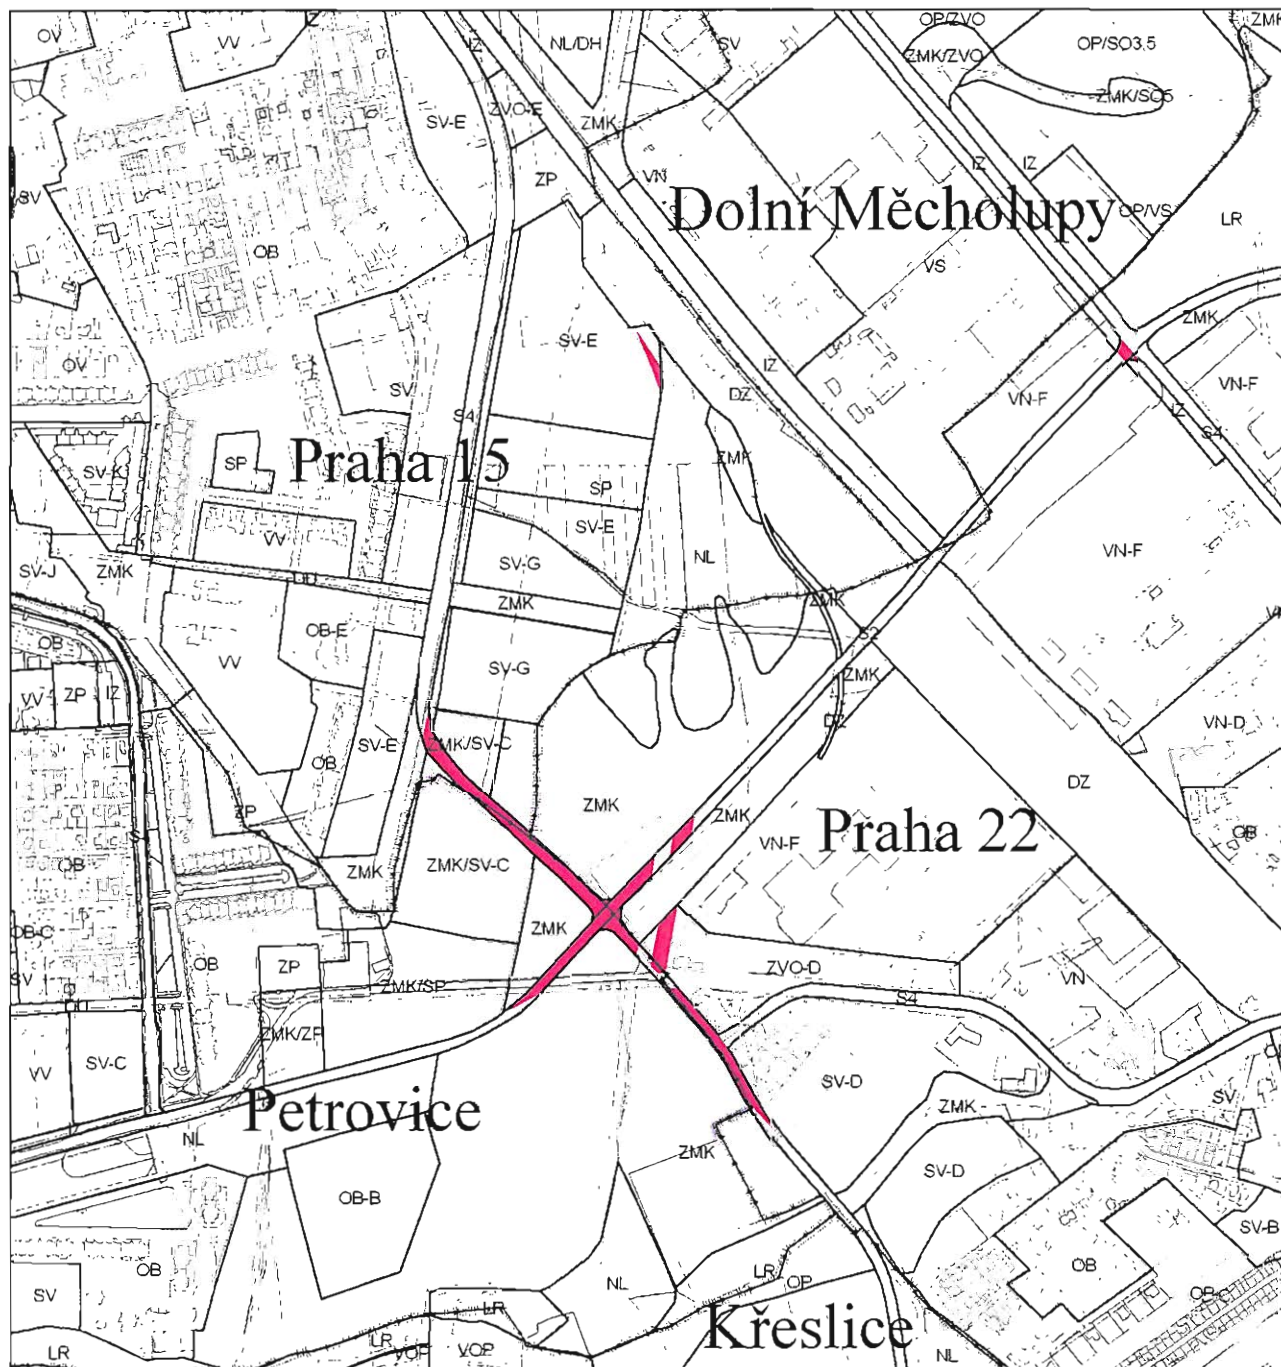 IZ
OP/ZVO
ZMK
OV
VV
IZ
NL/DH
SV
ZMK/ZVO
OP/SO3,5
ZMK/SO5
SV-E
ZVO-E
ZMK
IZ
IZ
ZP
VN
SV
Dolní Měcholupy
OP/VS
LR
OB
VS
ZMK
SV-E
IZ
OV
SV
DZ
VN-F
VN-F
S4
IZ
S4
Praha 15
SV-K
SP
ZMK
SP
VV
SV-E
VN-F
SV-J
ZMK
SV-G
NL
ZMK
ZMK
OB
OB-E
S2
VV
SV-G
ZMK
VV
ZP
IZ
DZ
VN-D
SV-E
ZMK/SV-C
OB
DZ
ZMK
ZMK
ZP
VN-F
Praha 22
OB
S4
OB
ZMK
ZMK/SV-C
OB-C
ZMK
OB
ZP
ZVO-D
VN
SV
ZMK/SP
S4
ZMK/ZP
VV
SV-C
SV-D
SV
Petrovice
ZMK
NL
ZMK
SV-D
OB-B
SV-B
OB
OB
LR
OP
NL
SV
LR
OB
Křeslice
LR
LR
VOP
VOP
NL